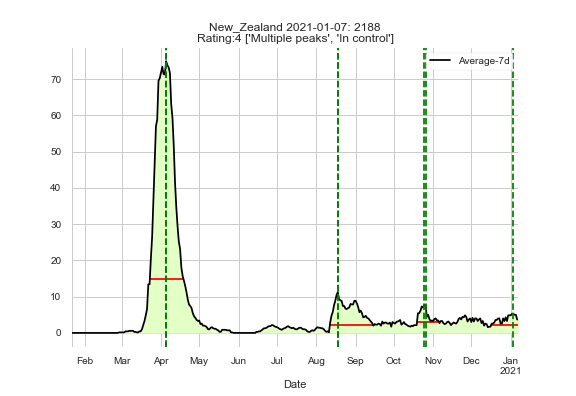 New_Zealand 2021-01-07: 2188
Rating:4 ['Multiple peaks', 'In control']
Average-7d
70
60
50
40
30
20
10
0
Feb Mar Apr May Jun Jul Aug Sep Oct Nov Dec Jan
2021
Date